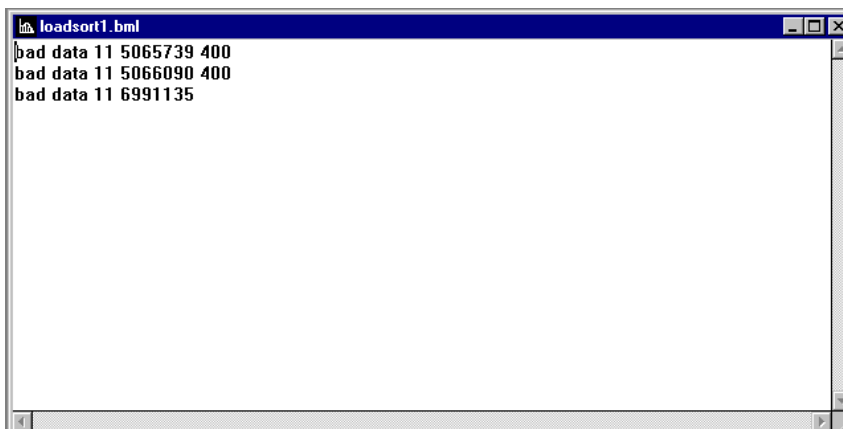 loadsort1.bml
bad data 11 5065739 400
bad data 11 5066090 400
bad data 11 6991135